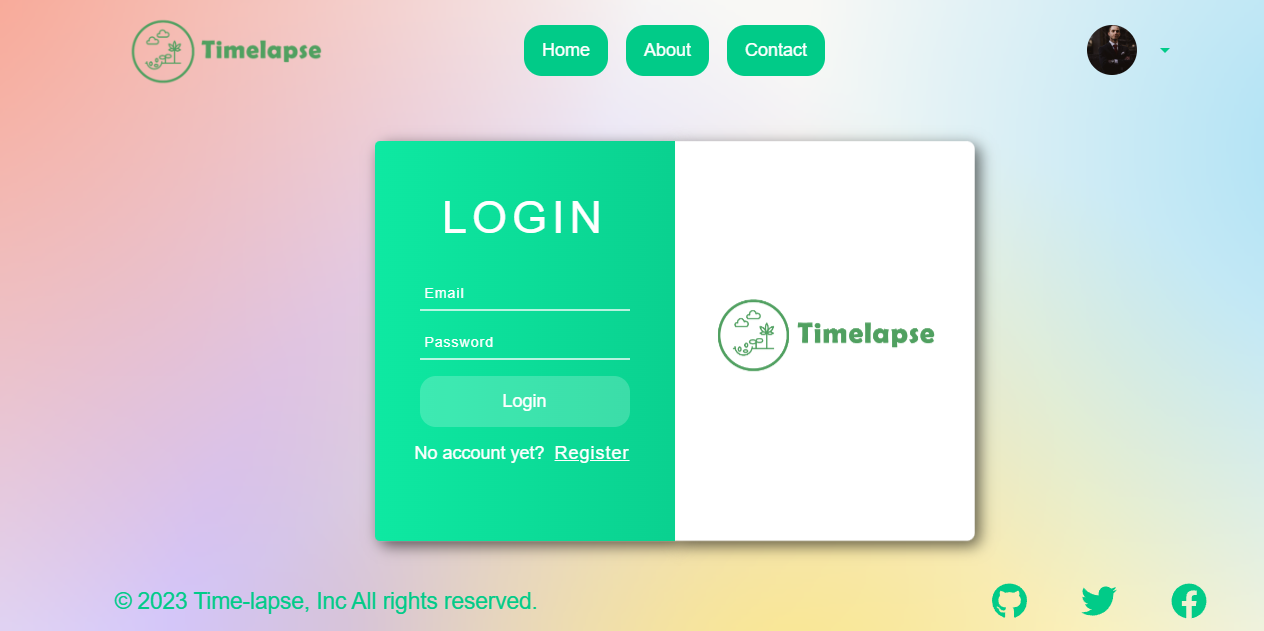 Timelapse
Home
About
Contact
LOGIN
Email
Password
Login
No account yet? Register
Timelapse
© 2023 Time-lapse, Inc All rights reserved.